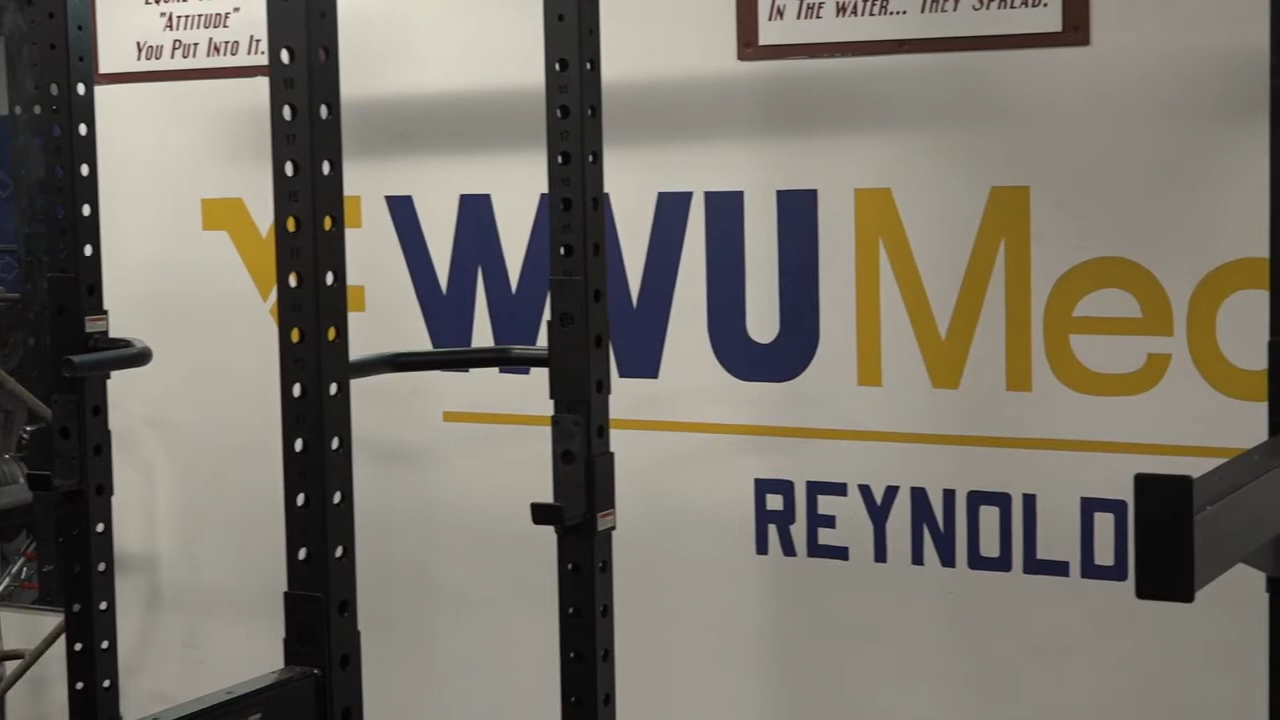 "ATTITUDE"
YOU PUT INTO IT.
IN THE WATER... THEY SPREAD.
WVU Med
REYNOLD